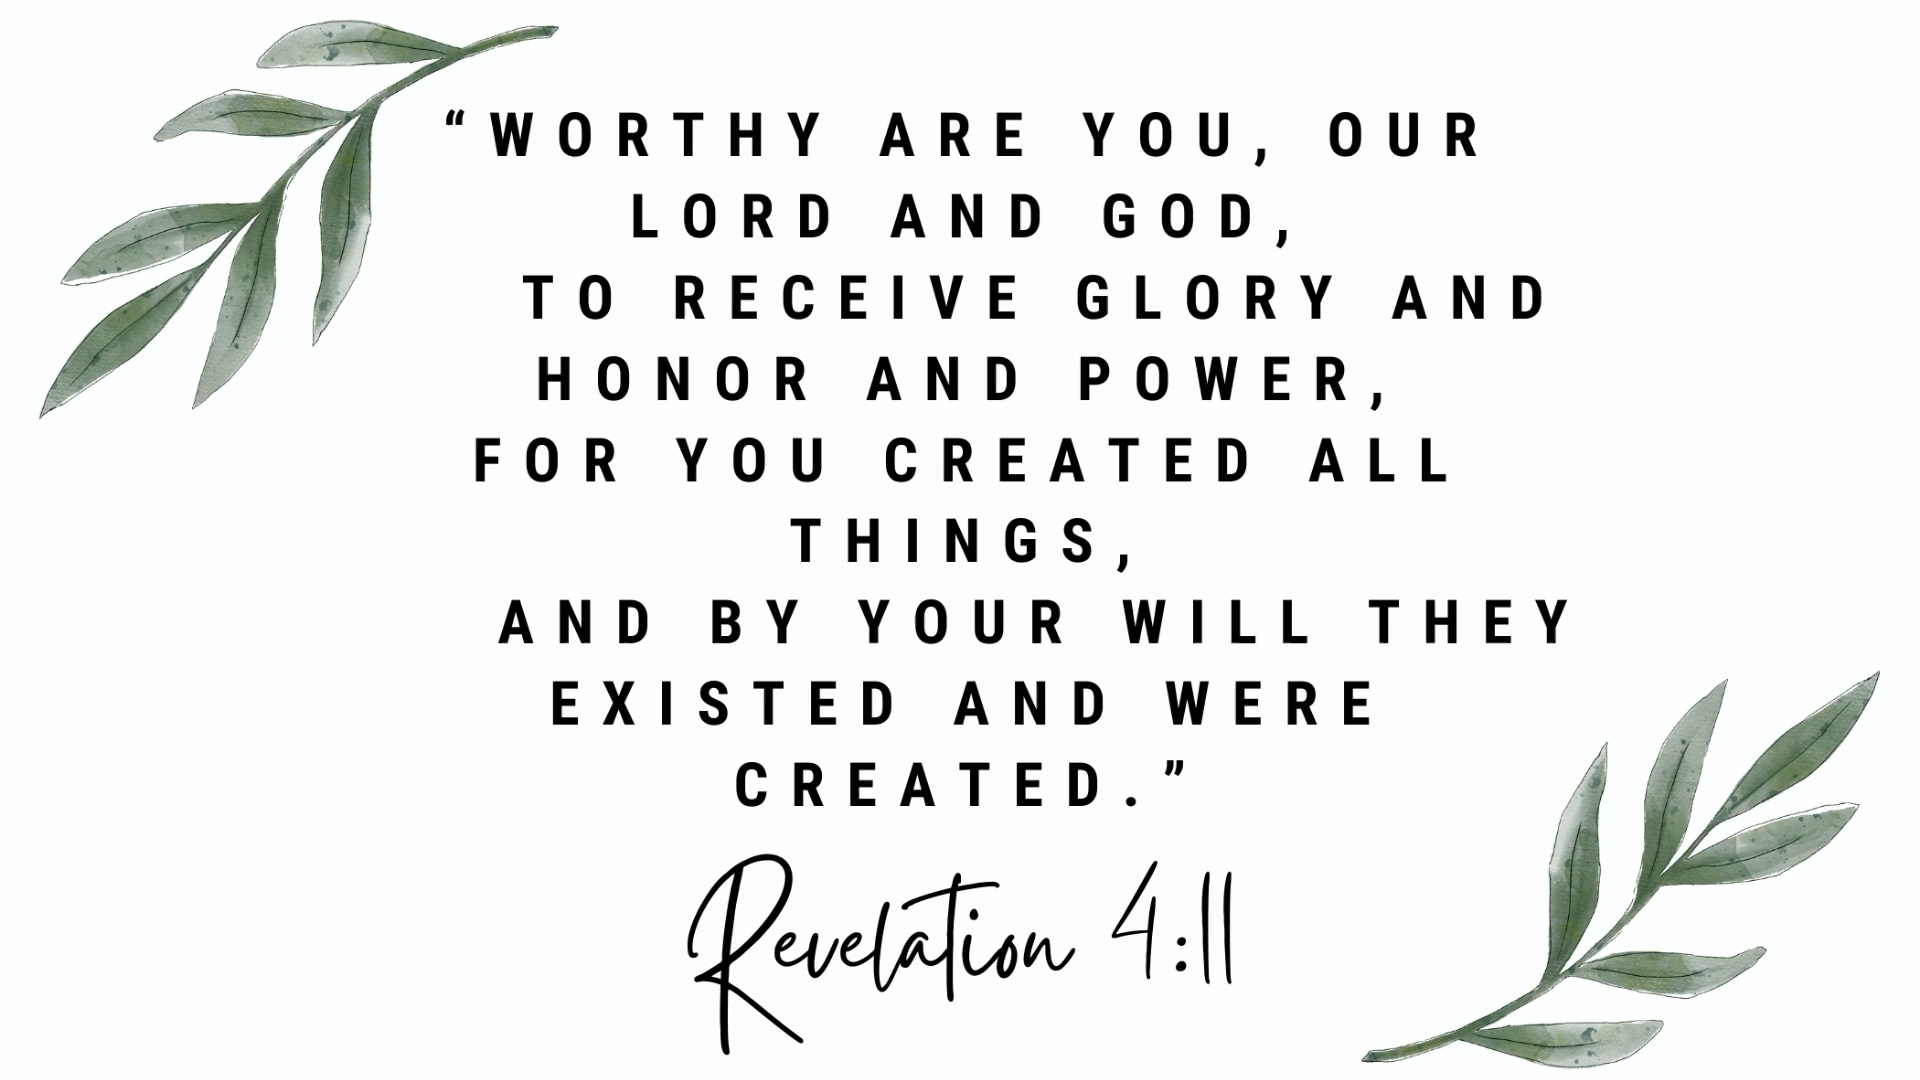 “WORTHY ARE YOU, OUR
LORD AND GOD,
TO RECEIVE GLORY AND
HONOR AND POWER,
FOR YOU CREATED ALL
THINGS,
AND BY YOUR WILL THEY
EXISTED AND WERE
CREATED.”
Revelation 4:11